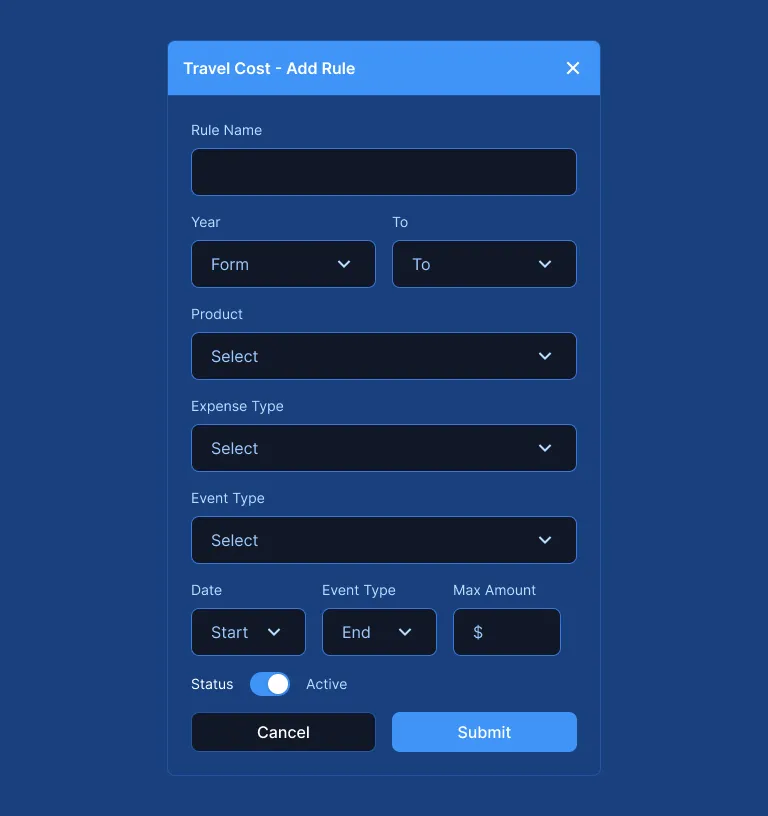 Travel Cost - Add Rule
Rule Name
Year To
Form To
Product
Select
Expense Type
Select
Event Type
Select
Date Event Type Max Amount
Start End $
Status Active
Cancel Submit